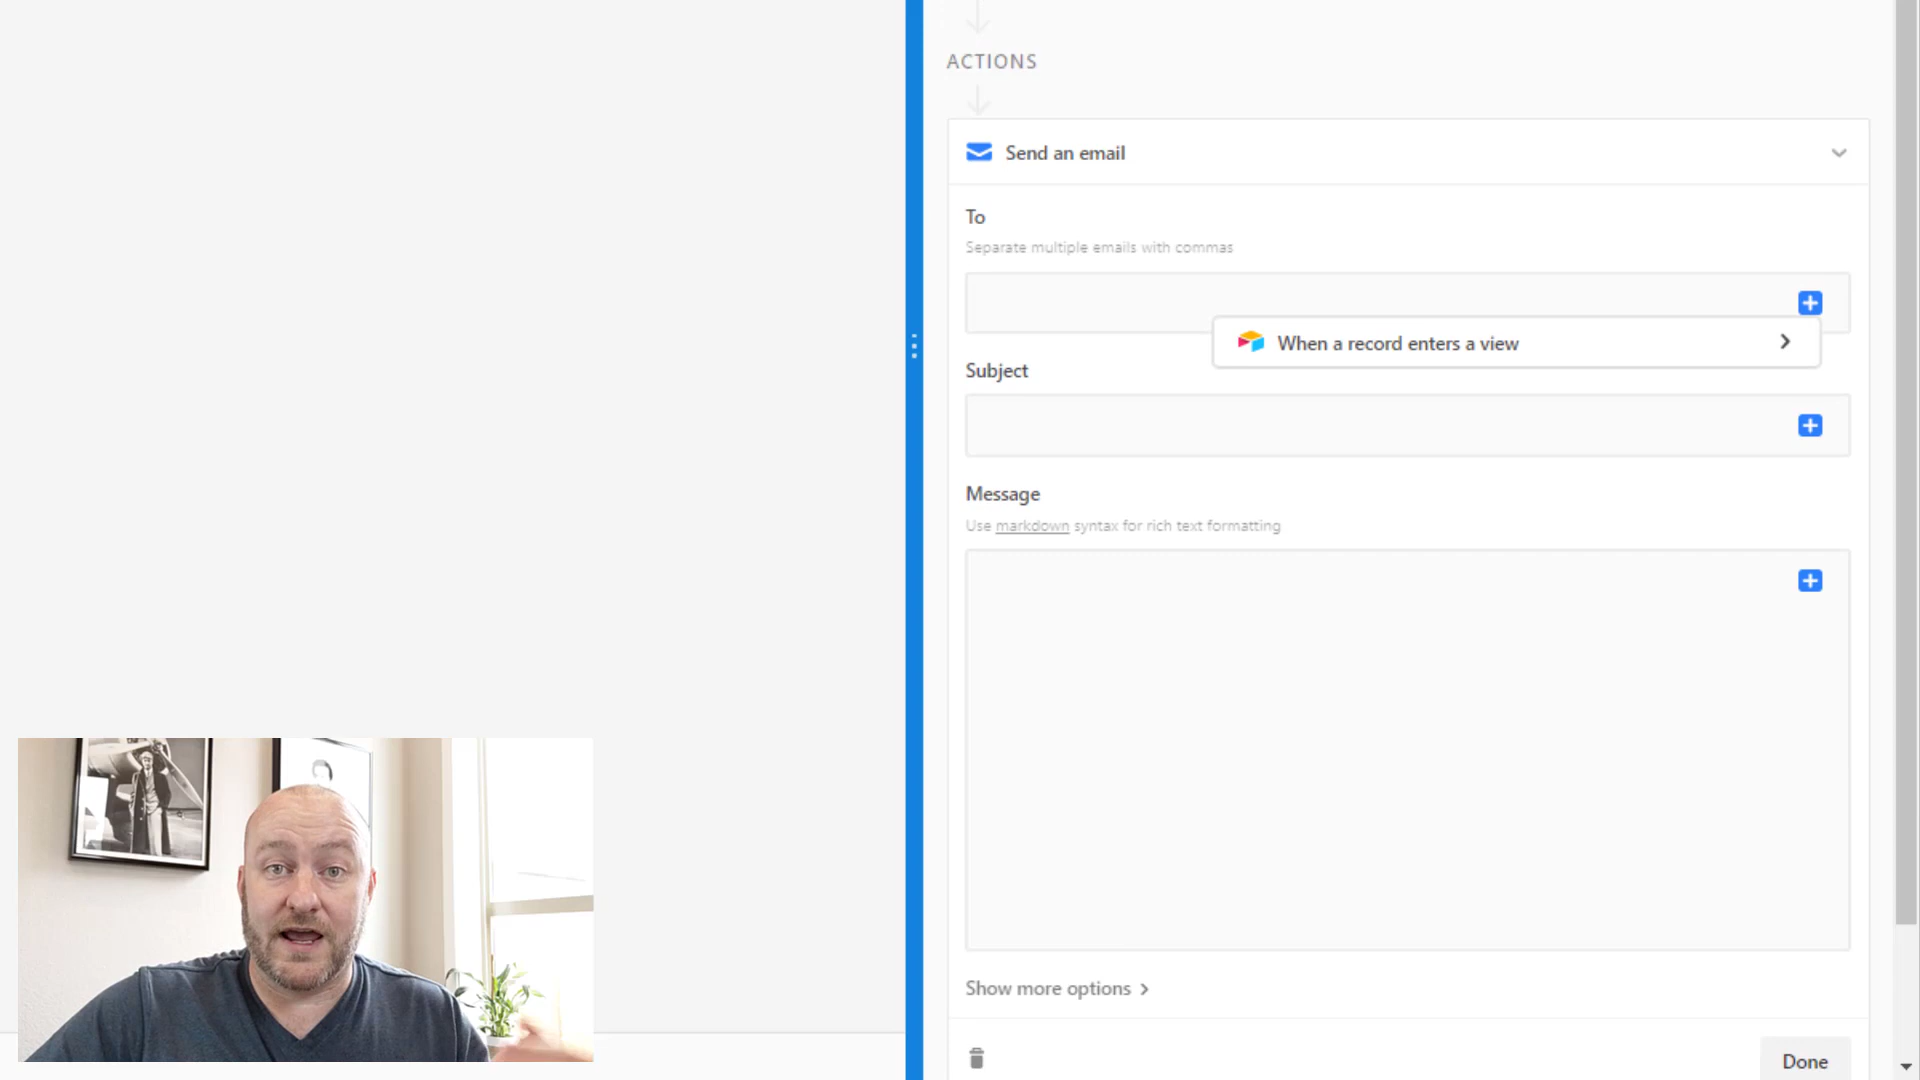 ACTIONS
Send an email
To
Separate multiple emails with commas
When a record enters a view
Subject
Message
Use markdown syntax for rich text formatting
Show more options
Done